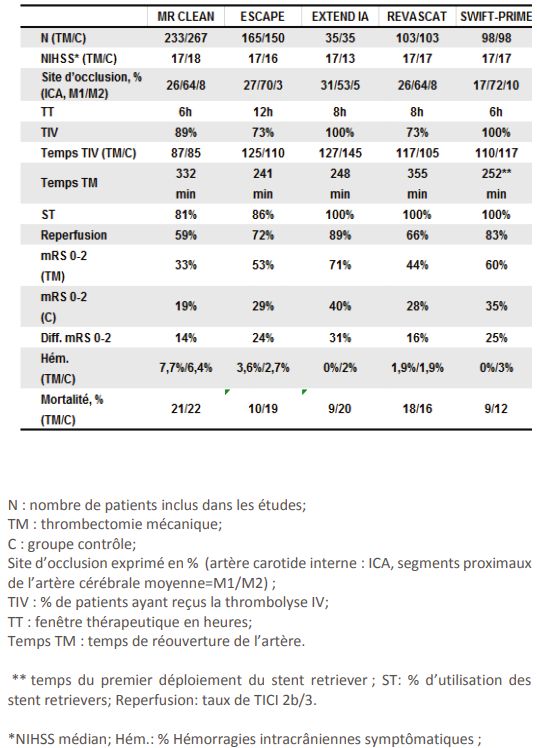 MR CLEAN ESCAPE EXTEND IA REVASCAT SWIFT-PRIME
N (TM/C) 233/267 165/150 35/35 103/103 98/98
NIHSS* (TM/C) 17/18 17/16 17/13 17/17 17/17
Site d’occlusion, %
(ICA, M1/M2) 26/64/8 27/70/3 31/53/5 26/64/8 17/72/10
TT 6h 12h 8h 8h 6h
TIV 89% 73% 100% 73% 100%
Temps TIV (TM/C) 87/85 125/110 127/145 117/105 110/117
Temps TM 332 241 248 355 252**
min min min min min
ST 81% 86% 100% 100% 100%
Reperfusion 59% 72% 89% 66% 83%
mRS 0-2
(TM) 33% 53% 71% 44% 60%
mRS 0-2
(C) 19% 29% 40% 28% 35%
Diff. mRS 0-2 14% 24% 31% 16% 25%
Hém.
(TM/C) 7,7%/6,4% 3,6%/2,7% 0%/2% 1,9%/1,9% 0%/3%
Mortalité, %
(TM/C) 21/22 10/19 9/20 18/16 9/12
N : nombre de patients inclus dans les études;
TM : thrombectomie mécanique;
C : groupe contrôle;
Site d’occlusion exprimé en % (artère carotide interne : ICA, segments proximaux
de l’artère cérébrale moyenne=M1/M2) ;
TIV : % de patients ayant reçus la thrombolyse IV;
TT : fenêtre thérapeutique en heures;
Temps TM : temps de réouverture de l’artère.
** temps du premier déploiement du stent retriever ; ST: % d’utilisation des
stent retrievers; Reperfusion: taux de TICI 2b/3.
*NIHSS médian; Hém.: % Hémorragies intracrâniennes symptômatiques ;